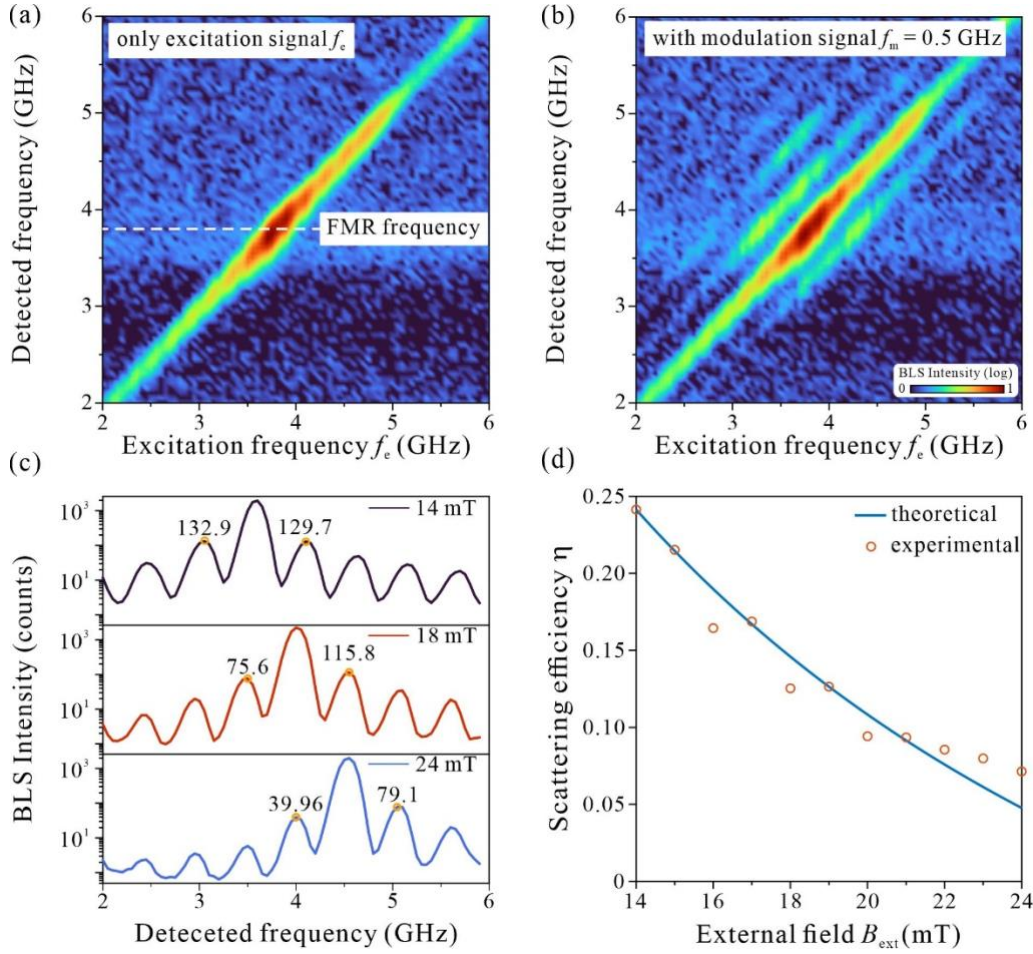 (a)
only excitation signal fₑ
FMR frequency
Detected frequency (GHz)
6
5
4
3
2
2 3 4 5 6
Excitation frequency fₑ (GHz)
(b)
with modulation signal fₘ = 0.5 GHz
Detected frequency (GHz)
6
5
4
3
2
BLS Intensity (log)
0 1
2 3 4 5 6
Excitation frequency fₑ (GHz)
(c)
BLS Intensity (counts)
10³
10¹
14 mT
132.9
129.7
10³
10¹
18 mT
75.6
115.8
10³
10¹
24 mT
39.96
79.1
2 3 4 5 6
Deteceted frequency (GHz)
(d)
Scattering efficiency η
0.25
0.20
0.15
0.10
0.05
0
theoretical
experimental
14 16 18 20 22 24
External field Bₑₓₜ (mT)